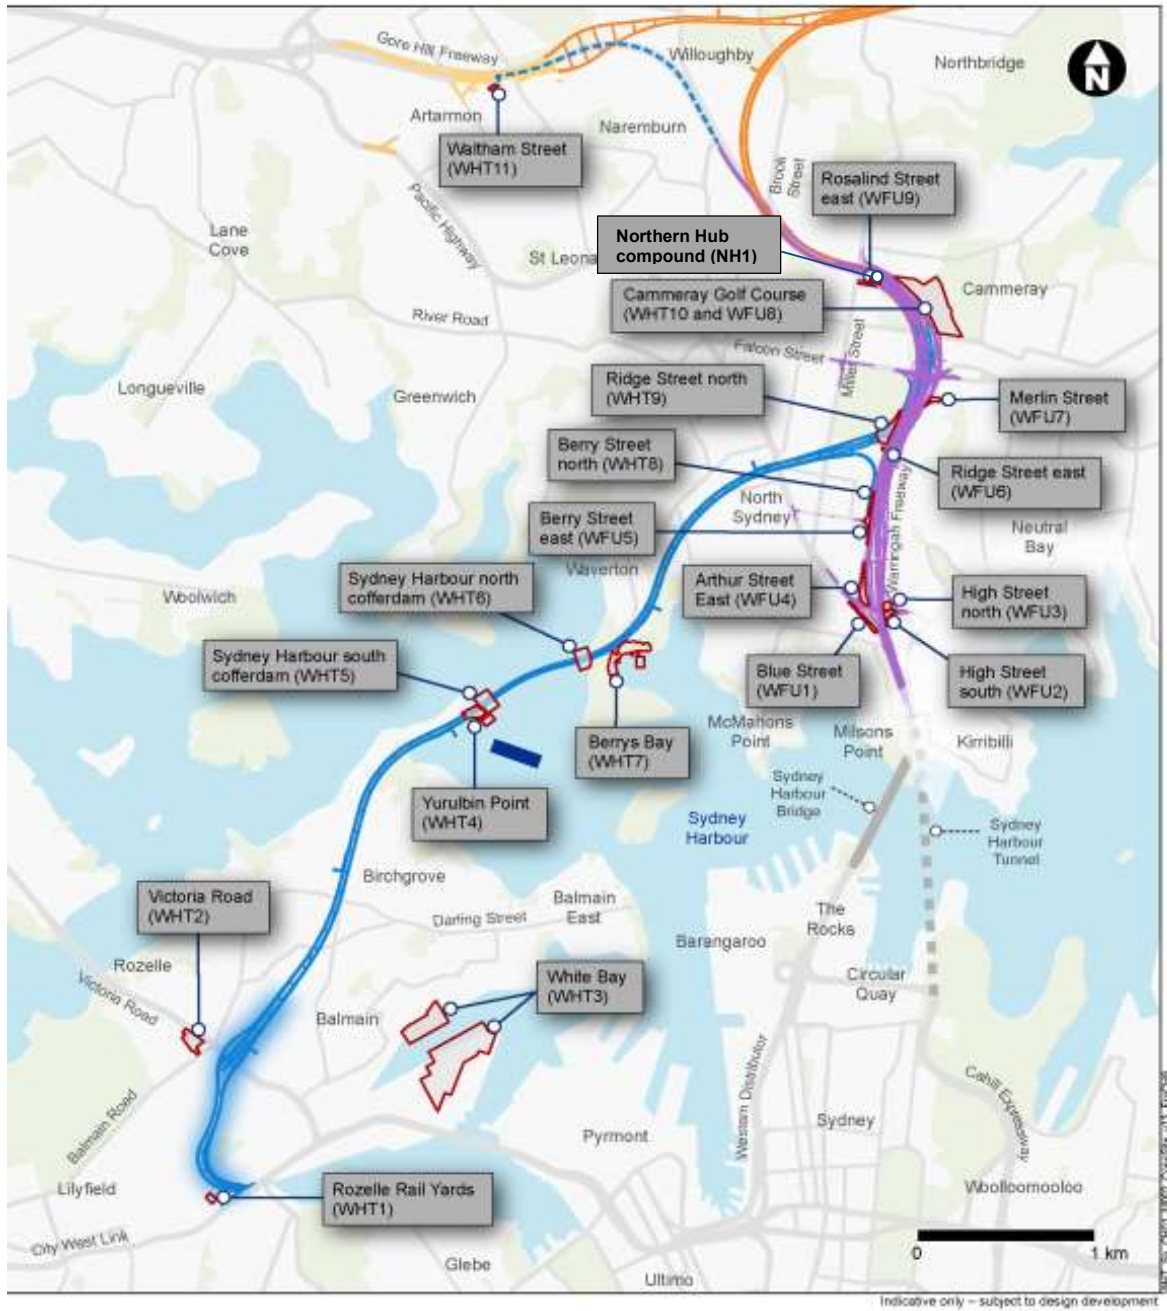 Gore Hill Freeway
Willoughby
Northbridge
N
Artarmon
Naremburn
Waltham Street
(WHT11)
Brook
Street
Rosalind Street
east (WFU9)
Pacific Highway
Lane
Cove
Northern Hub
compound (NH1)
St Leona
Cammeray Golf Course
(WHT10 and WFU8)
Cammeray
River Road
Falcon Street
Miller Street
Longueville
Greenwich
Ridge Street north
(WHT9)
Merlin Street
(WFU7)
Berry Street
north (WHT8)
Ridge Street east
(WFU6)
North
Sydney
Warringah Freeway
Berry Street
east (WFU5)
Neutral
Bay
Waverton
Sydney Harbour north
cofferdam (WHT6)
Arthur Street
East (WFU4)
High Street
north (WFU3)
Woolwich
Sydney Harbour south
cofferdam (WHT5)
Blue Street
(WFU1)
High Street
south (WFU2)
McMahons
Point
Milsons
Point
Kirribilli
Berrys Bay
(WHT7)
Yurulbin Point
(WHT4)
Sydney
Harbour
Bridge
Sydney
Harbour
Sydney
Harbour
Tunnel
Birchgrove
Victoria Road
(WHT2)
Balmain
East
Darling Street
The
Rocks
Barangaroo
Rozelle
Victoria Road
White Bay
(WHT3)
Circular
Quay
Balmain
Western Distributor
Cahill Expressway
Balmain Road
Pyrmont
Sydney
Lilyfield
Rozelle Rail Yards
(WHT1)
Woolloomooloo
City West Link
Glebe
Ultimo
0 1 km
Indicative only – subject to design development